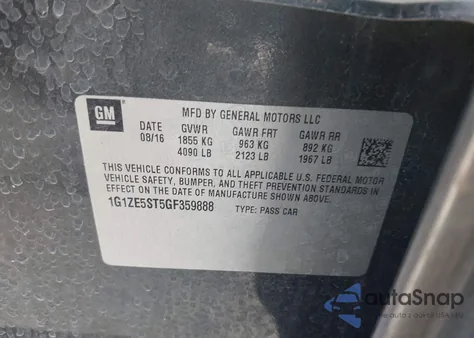 GM
MFD BY GENERAL MOTORS LLC
DATE GVWR GAWR FRT GAWR RR
08/16 1855 KG 963 KG 892 KG
4090 LB 2123 LB 1967 LB
THIS VEHICLE CONFORMS TO ALL APPLICABLE U.S. FEDERAL MOTOR
VEHICLE SAFETY, BUMPER, AND THEFT PREVENTION STANDARDS IN
EFFECT ON THE DATE OF MANUFACTURE SHOWN ABOVE.
1G1ZE5ST5GF359888 TYPE: PASS CAR
autoSnap